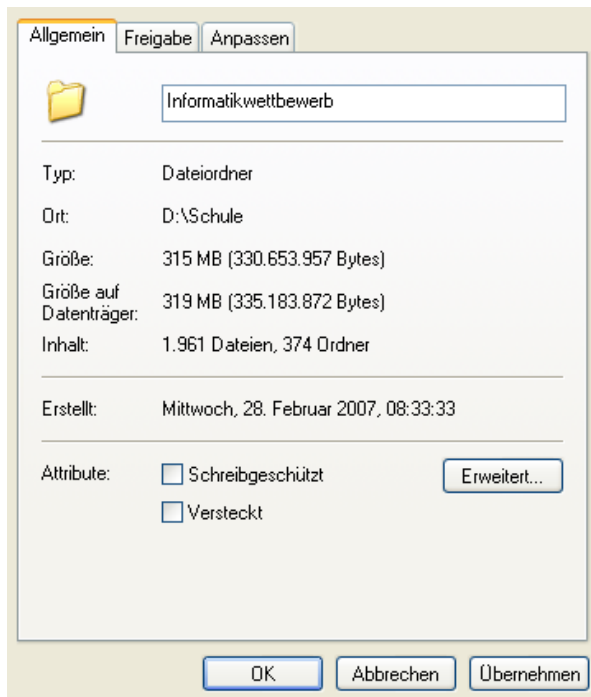 Allgemein Freigabe Anpassen
Informatikwettbewerb
Typ: Dateiordner
Ort: D:\Schule
Größe: 315 MB (330.653.957 Bytes)
Größe auf
Datenträger: 319 MB (335.183.872 Bytes)
Inhalt: 1.961 Dateien, 374 Ordner
Erstellt: Mittwoch, 28. Februar 2007, 08:33:33
Attribute: Schreibgeschützt Erweitert...
Versteckt
OK Abbrechen Übernehmen